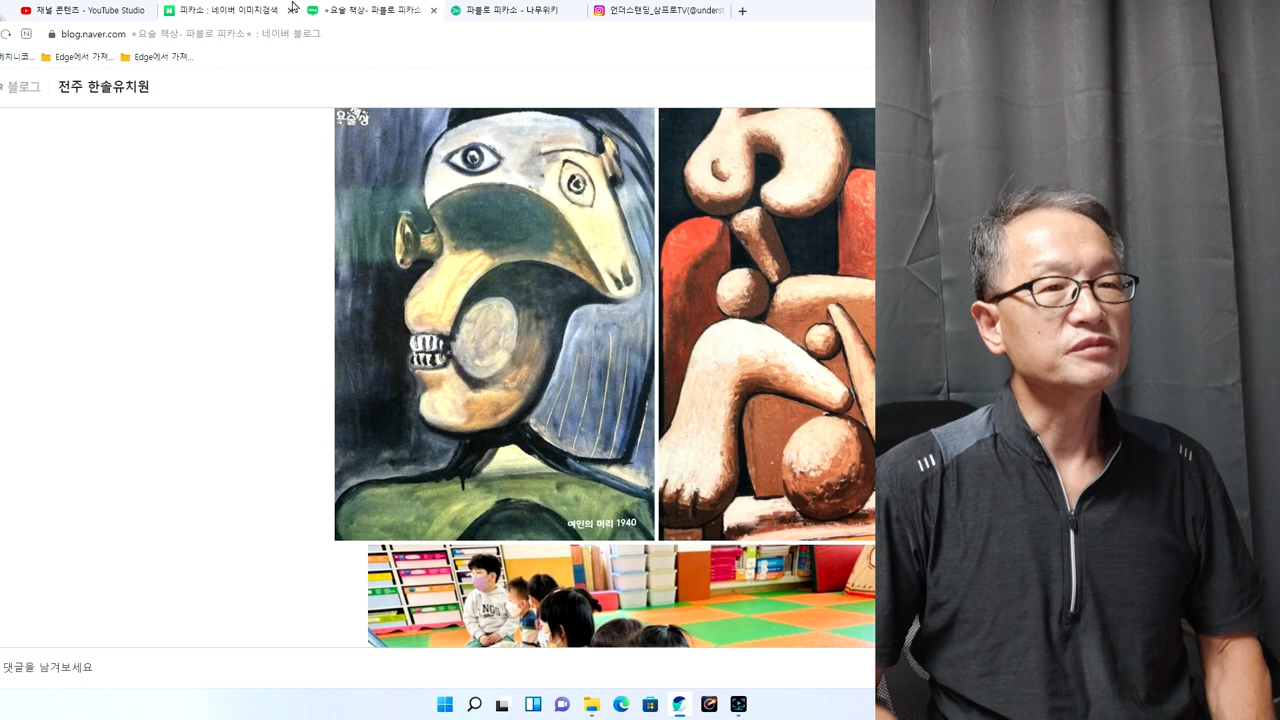 채널 콘텐츠 - YouTube Studio
피카소 : 네이버 이미지검색
*요술 책상- 파블로 피카소
파블로 피카소 - 나무위키
언더스탠딩_삼프로TV(@underst
blog.naver.com *요술 책상- 파블로 피카소* : 네이버 블로그
Edge에서 가져...
Edge에서 가져...
블로그
전주 한솔유치원
여인의 머리 1940
NGS
댓글을 남겨보세요